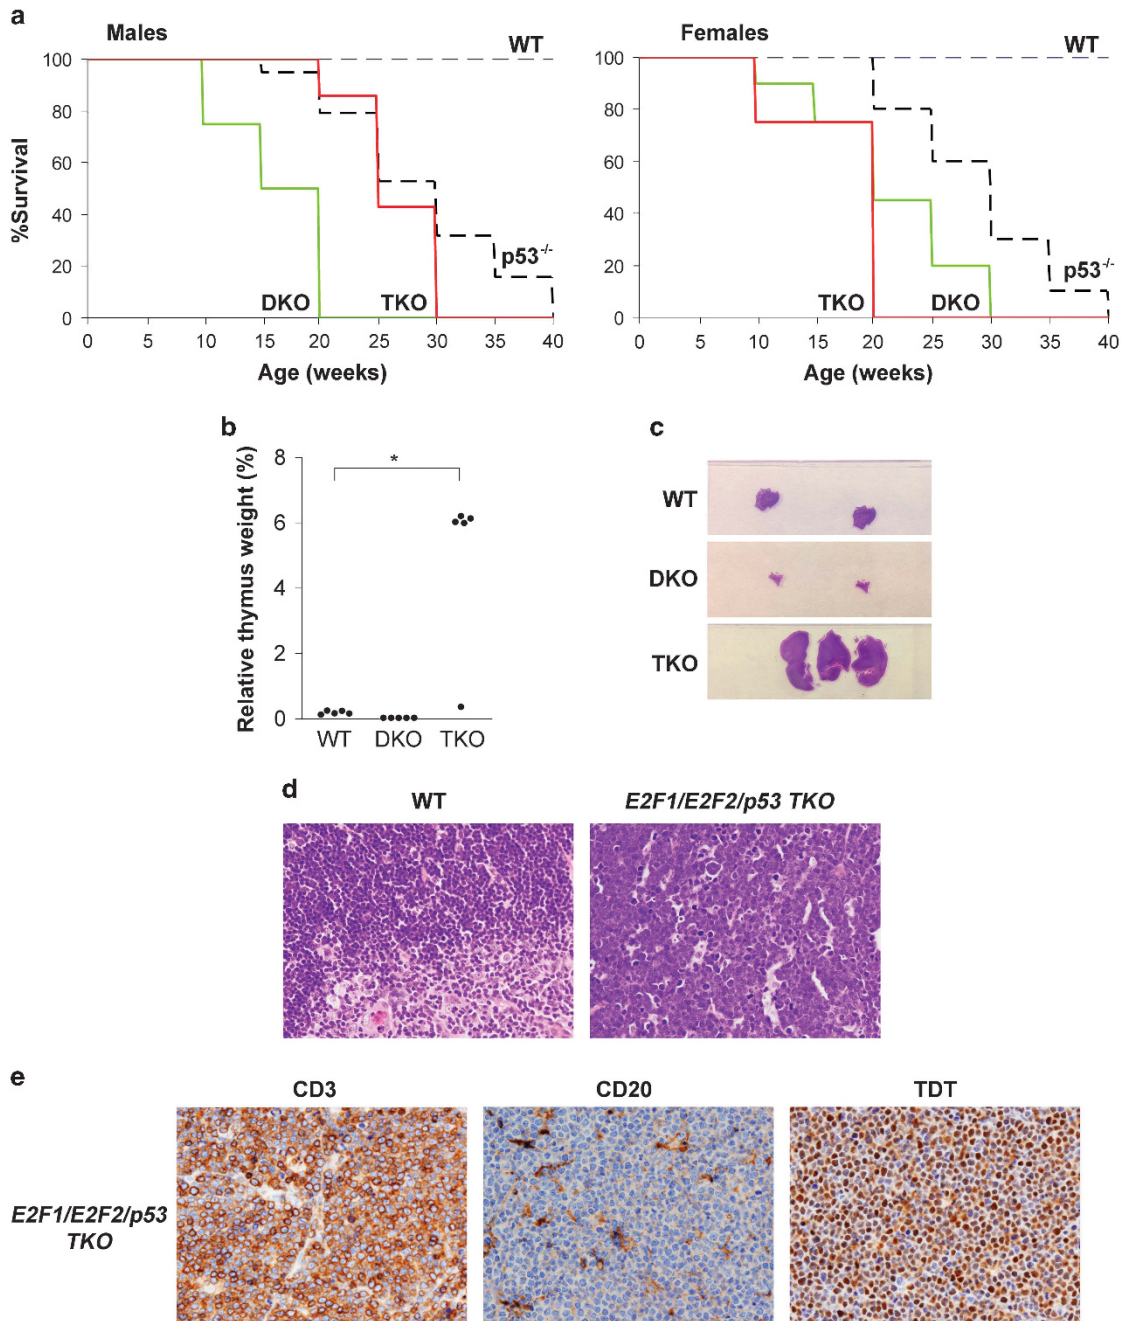 a
Males
WT
100
80
60
40
20
0
%Survival
p53-/-
DKO
TKO
0 5 10 15 20 25 30 35 40
Age (weeks)
Females
WT
100
80
60
40
20
0
p53-/-
TKO
DKO
0 5 10 15 20 25 30 35 40
Age (weeks)
b
Relative thymus weight (%)
8
6
4
2
0
*
WT DKO TKO
c
WT
DKO
TKO
d
WT
E2F1/E2F2/p53 TKO
e
CD3
CD20
TDT
E2F1/E2F2/p53
TKO